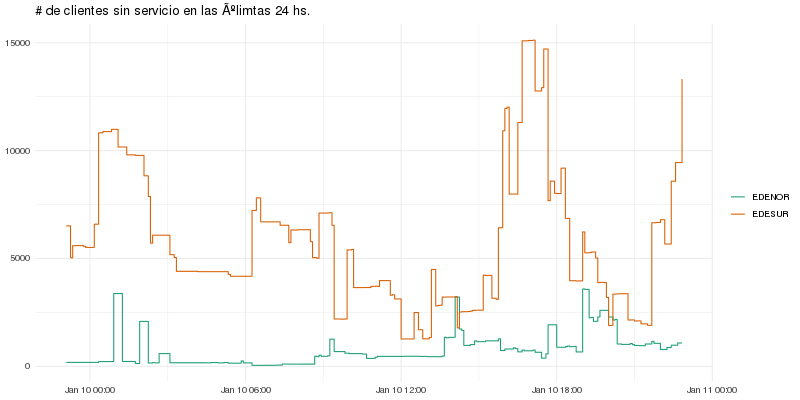 # de clientes sin servicio en las Ãºlimtas 24 hs.
15000
10000
5000
0
Jan 10 00:00 Jan 10 06:00 Jan 10 12:00 Jan 10 18:00 Jan 11 00:00
EDENOR
EDESUR